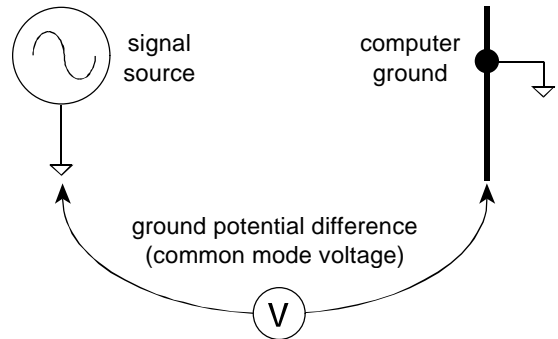 signal
source
computer
ground
ground potential difference
(common mode voltage)
V